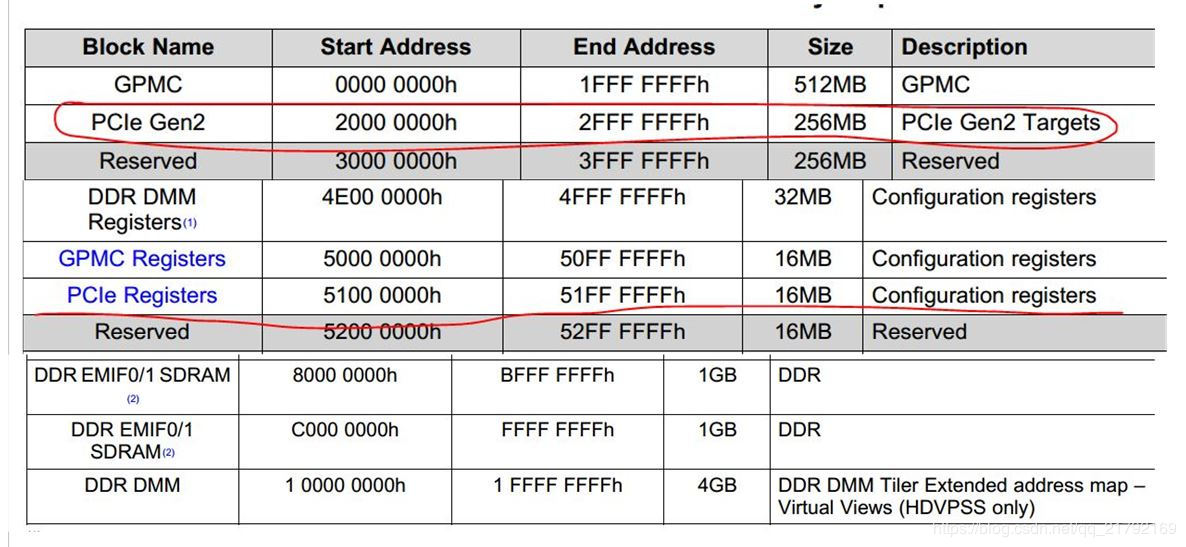 Block Name Start Address End Address Size Description
GPMC 0000 0000h 1FFF FFFFh 512MB GPMC
PCIe Gen2 2000 0000h 2FFF FFFFh 256MB PCIe Gen2 Targets
Reserved 3000 0000h 3FFF FFFFh 256MB Reserved
DDR DMM 4E00 0000h 4FFF FFFFh 32MB Configuration registers
Registers(1)
GPMC Registers 5000 0000h 50FF FFFFh 16MB Configuration registers
PCIe Registers 5100 0000h 51FF FFFFh 16MB Configuration registers
Reserved 5200 0000h 52FF FFFFh 16MB Reserved
DDR EMIF0/1 SDRAM 8000 0000h BFFF FFFFh 1GB DDR
(2)
DDR EMIF0/1 C000 0000h FFFF FFFFh 1GB DDR
SDRAM(2)
DDR DMM 1 0000 0000h 1 FFFF FFFFh 4GB DDR DMM Tiler Extended address map –
Virtual Views (HDVPSS only)
https://blog.csdn.net/qq_21792169